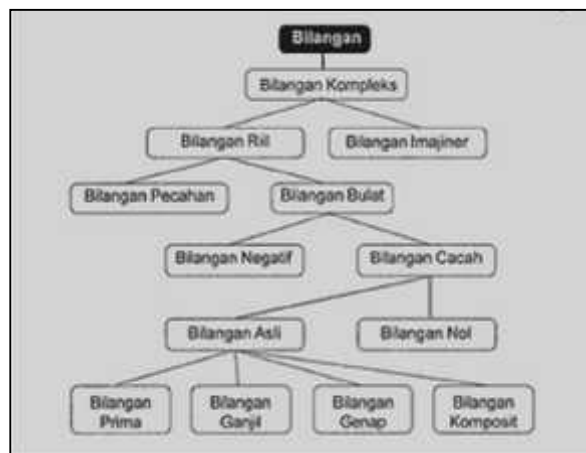 Bilangan
Bilangan Kompleks
Bilangan Riil
Bilangan Imajiner
Bilangan Pecahan
Bilangan Bulat
Bilangan Negatif
Bilangan Cacah
Bilangan Asli
Bilangan Nol
Bilangan
Prima
Bilangan
Ganjil
Bilangan
Genap
Bilangan
Komposit